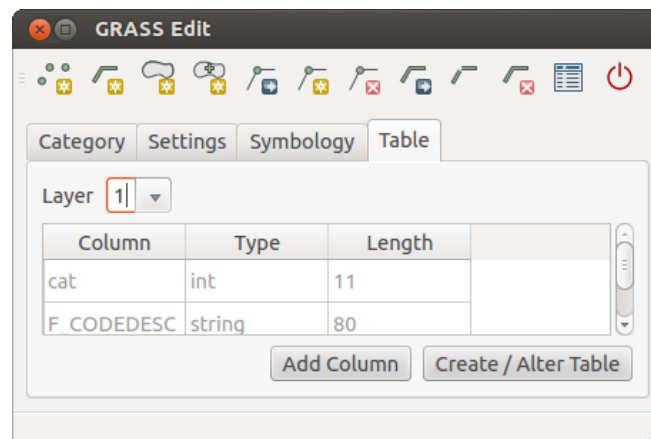 GRASS Edit
Category Settings Symbology Table
Layer 1
Column Type Length
cat int 11
F_CODEDESC string 80
Add Column Create / Alter Table